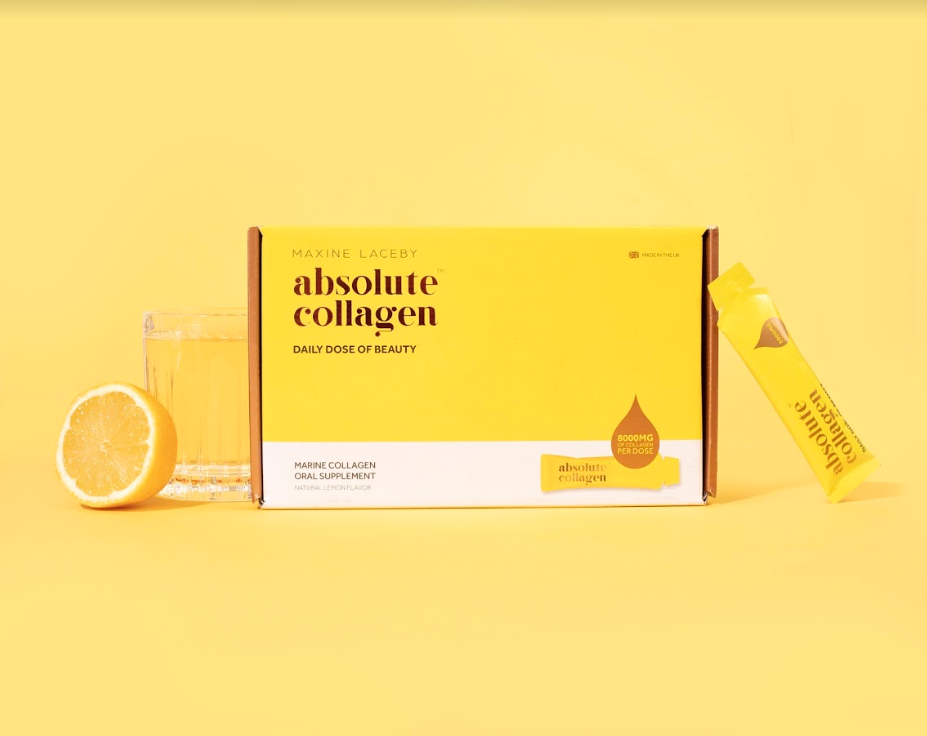 MAXINE LACEBY
absolute™
collagen
DAILY DOSE OF BEAUTY
MADE IN THE UK
8000MG
OF COLLAGEN
PER DOSE
absolute
collagen
MARINE COLLAGEN
ORAL SUPPLEMENT
NATURAL LEMON FLAVOR
absolute
collagen